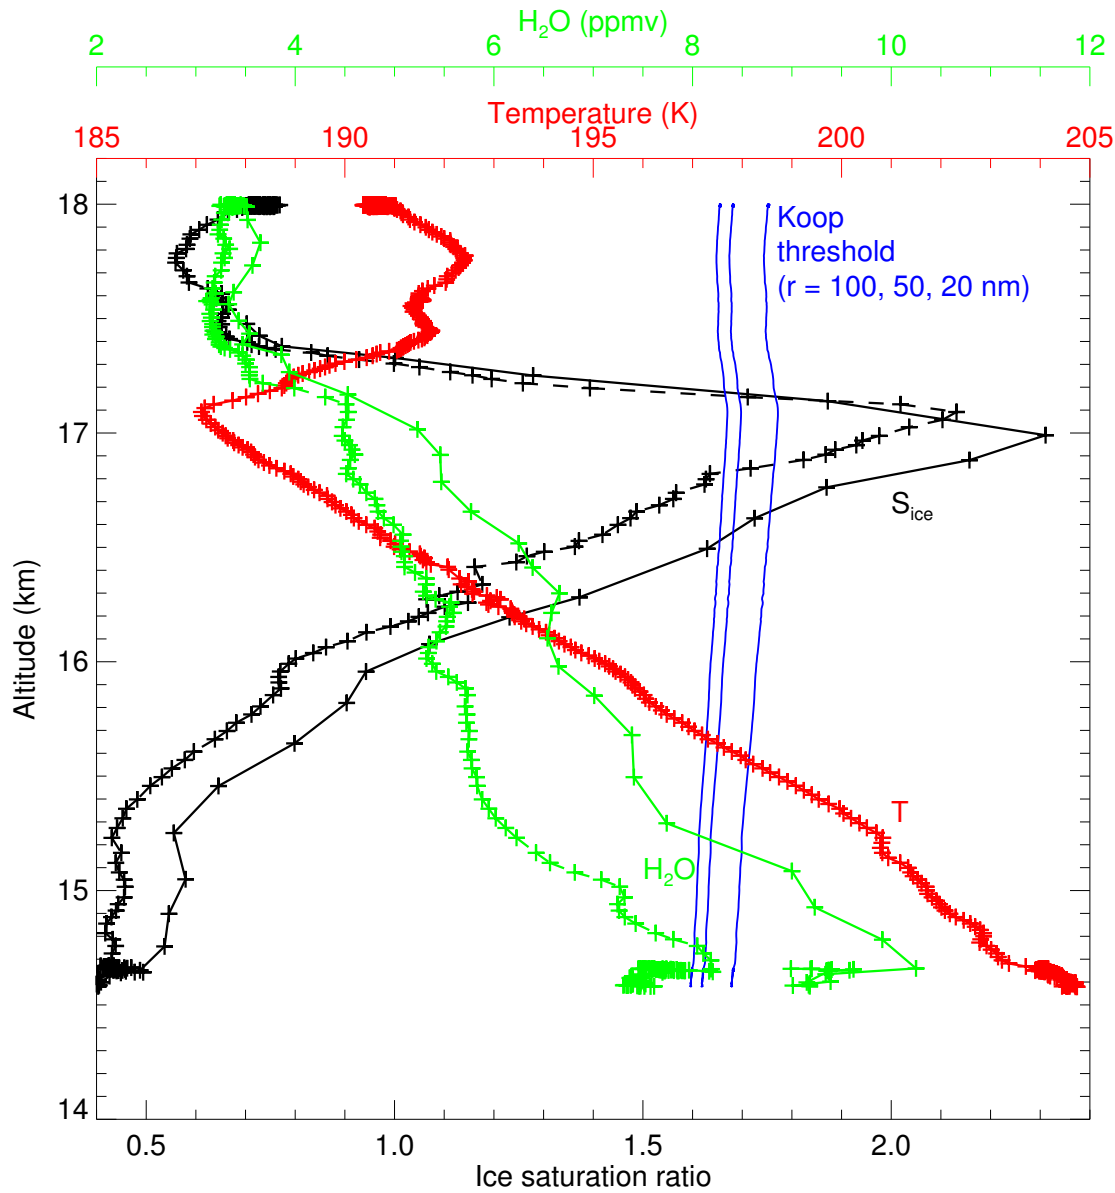 H₂O (ppmv)
2 4 6 8 10 12
Temperature (K)
185 190 195 200 205
18
17
16
15
14
Altitude (km)
Koop
threshold
(r = 100, 50, 20 nm)
Sice
T
H₂O
0.5 1.0 1.5 2.0
Ice saturation ratio